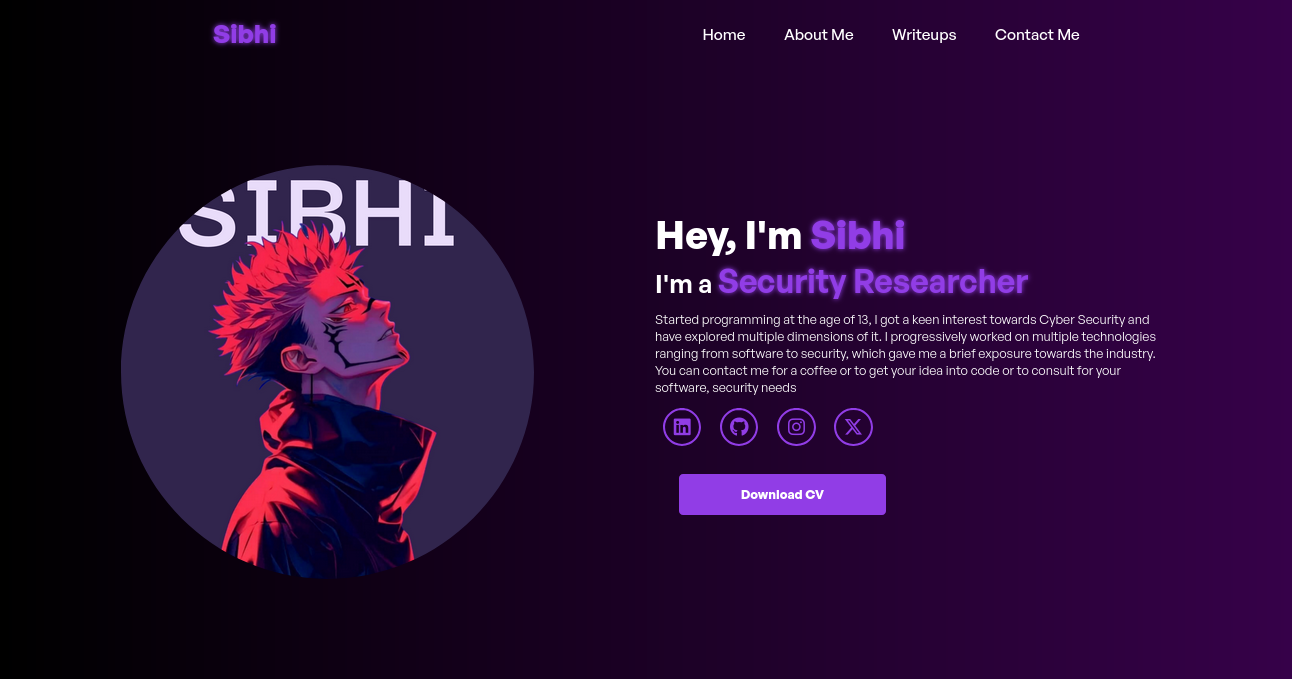 Sibhi
Home About Me Writeups Contact Me
SIBHI
Hey, I'm Sibhi
I'm a Security Researcher
Started programming at the age of 13, I got a keen interest towards Cyber Security and
have explored multiple dimensions of it. I progressively worked on multiple technologies
ranging from software to security, which gave me a brief exposure towards the industry.
You can contact me for a coffee or to get your idea into code or to consult for your
software, security needs
Download CV